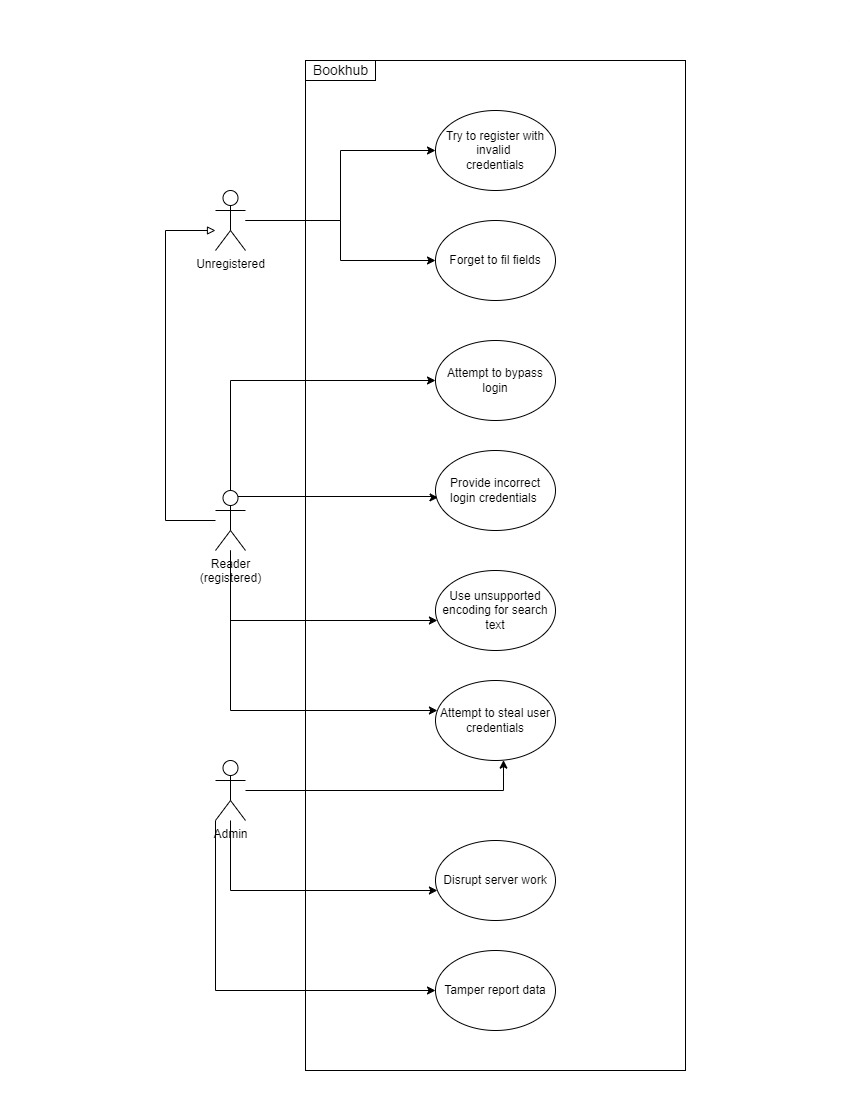 Bookhub
Try to register with
invalid
credentials
Unregistered
Forget to fil fields
Attempt to bypass
login
Provide incorrect
login credentials
Reader
(registered)
Use unsupported
encoding for search
text
Attempt to steal user
credentials
Admin
Disrupt server work
Tamper report data